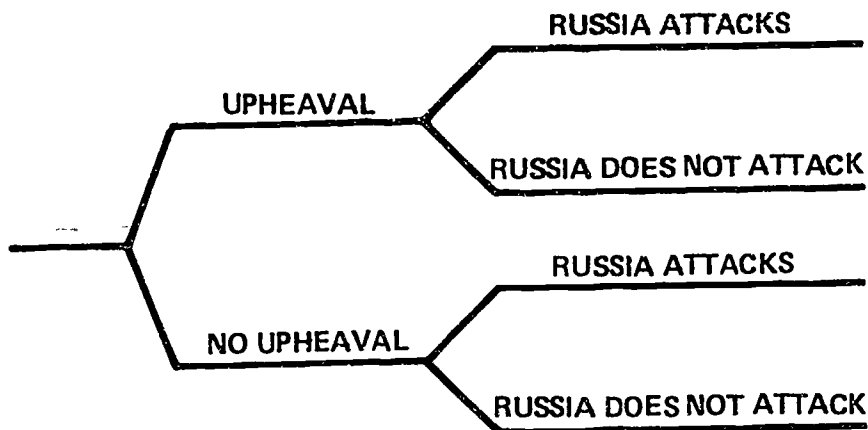 RUSSIA ATTACKS
UPHEAVAL
RUSSIA DOES NOT ATTACK
RUSSIA ATTACKS
NO UPHEAVAL
RUSSIA DOES NOT ATTACK